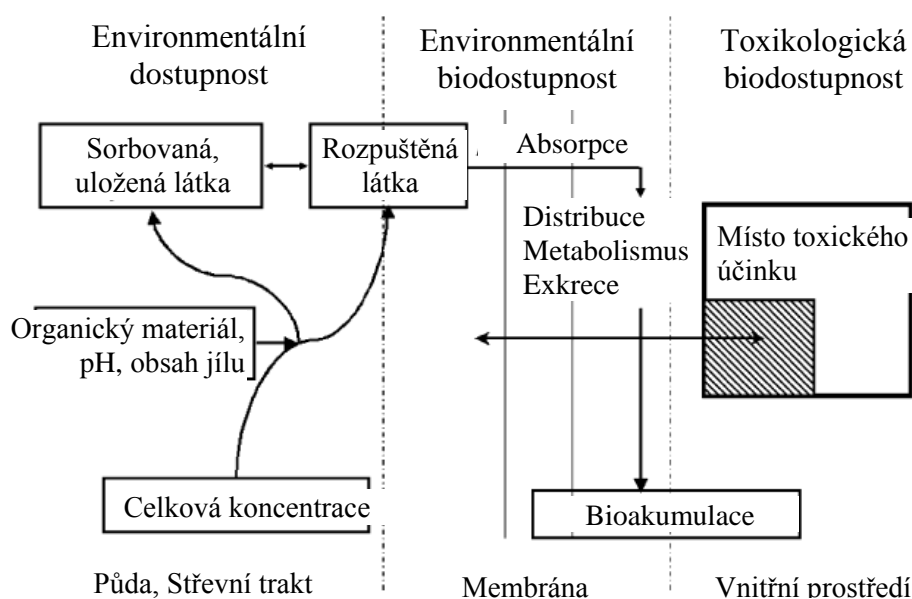 Environmentální
dostupnost
Environmentální
biodostupnost
Toxikologická
biodostupnost
Sorbovaná,
uložená látka
Rozpuštěná
látka
Absorpce
Distribuce
Metabolismus
Exkrece
Místo toxického
účinku
Organický materiál,
pH, obsah jílu
Celková koncentrace
Bioakumulace
Půda, Střevní trakt
Membrána
Vnitřní prostředí